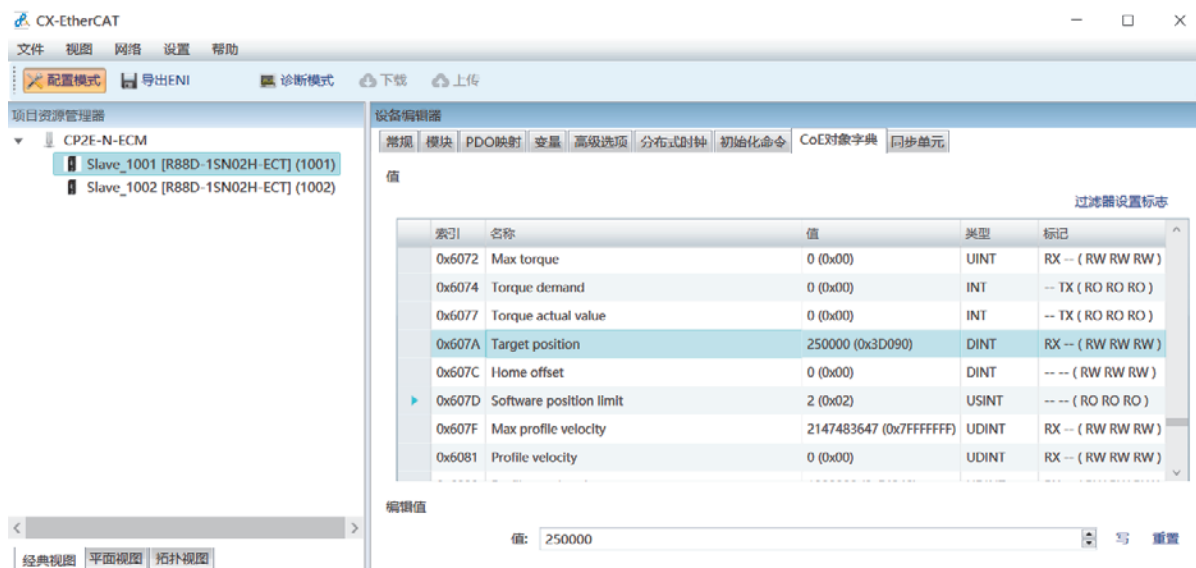 CX-EtherCAT
文件 视图 网络 设置 帮助
配置模式 导出ENI 诊断模式 下载 上传
项目资源管理器
CP2E-N-ECM
Slave_1001 [R88D-1SN02H-ECT] (1001)
Slave_1002 [R88D-1SN02H-ECT] (1002)
经典视图 平面视图 拓扑视图
设备编辑器
常规 模块 PDO映射 变量 高级选项 分布式时钟 初始化命令 CoE对象字典 同步单元
值
过滤器设置标志
索引 名称 值 类型 标记
0x6072 Max torque 0 (0x00) UINT RX -- ( RW RW RW )
0x6074 Torque demand 0 (0x00) INT -- TX ( RO RO RO )
0x6077 Torque actual value 0 (0x00) INT -- TX ( RO RO RO )
0x607A Target position 250000 (0x3D090) DINT RX -- ( RW RW RW )
0x607C Home offset 0 (0x00) DINT -- -- ( RW RW RW )
0x607D Software position limit 2 (0x02) USINT -- -- ( RO RO RO )
0x607F Max profile velocity 2147483647 (0x7FFFFFFF) UDINT RX -- ( RW RW RW )
0x6081 Profile velocity 0 (0x00) UDINT RX -- ( RW RW RW )
编辑值
值: 250000 写 重置